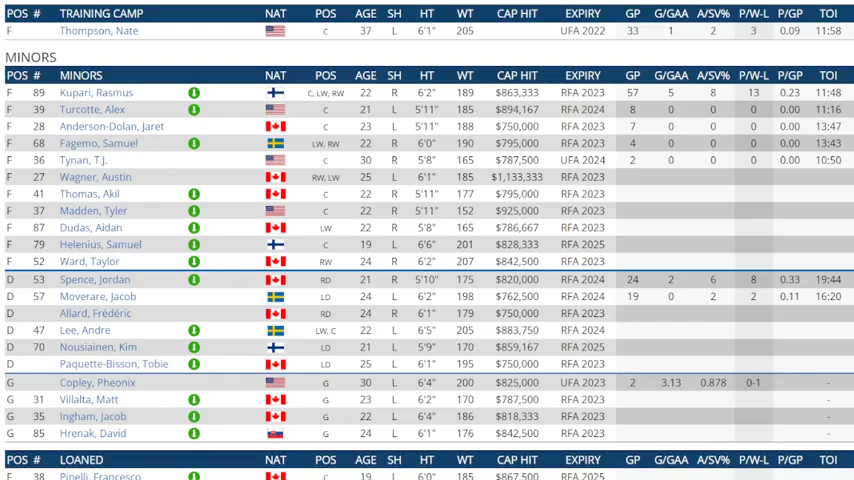 POS # TRAINING CAMP NAT POS AGE SH HT WT CAP HIT EXPIRY GP G/GAA A/SV% P/W-L P/GP TOI
F Thompson, Nate C 37 L 6'1" 205 UFA 2022 33 1 2 3 0.09 11:58
MINORS
POS # MINORS NAT POS AGE SH HT WT CAP HIT EXPIRY GP G/GAA A/SV% P/W-L P/GP TOI
F 89 Kupari, Rasmus C, LW, RW 22 R 6'2" 189 $863,333 RFA 2023 57 5 8 13 0.23 11:48
F 39 Turcotte, Alex C 21 L 5'11" 185 $894,167 RFA 2024 8 0 0 0 0.00 11:16
F 28 Anderson-Dolan, Jaret C 23 L 5'11" 188 $750,000 RFA 2023 7 0 0 0 0.00 13:47
F 68 Fagemo, Samuel LW, RW 22 R 6'0" 190 $795,000 RFA 2023 4 0 0 0 0.00 13:43
F 36 Tynan, T.J. C 30 R 5'8" 165 $787,500 UFA 2024 2 0 0 0 0.00 10:50
F 27 Wagner, Austin RW, LW 25 L 6'1" 185 $1,133,333 RFA 2023
F 41 Thomas, Akil C 22 R 5'11" 177 $795,000 RFA 2023
F 37 Madden, Tyler C 22 R 5'11" 152 $925,000 RFA 2023
F 87 Dudas, Aidan LW 22 R 5'8" 165 $786,667 RFA 2023
F 79 Helenius, Samuel C 19 L 6'6" 201 $828,333 RFA 2025
F 52 Ward, Taylor RW 24 R 6'2" 207 $842,500 RFA 2023
D 53 Spence, Jordan RD 21 R 5'10" 175 $820,000 RFA 2024 24 2 6 8 0.33 19:44
D 57 Moverare, Jacob LD 24 L 6'2" 198 $762,500 RFA 2024 19 0 2 2 0.11 16:20
D Allard, Frédéric RD 24 R 6'1" 179 $750,000 RFA 2023
D 47 Lee, Andre LW, C 22 L 6'5" 205 $883,750 RFA 2024
D 70 Nousiainen, Kim LD 21 L 5'9" 170 $859,167 RFA 2025
D Paquette-Bisson, Tobie LD 25 L 6'1" 195 $750,000 RFA 2023
G Copley, Pheonix G 30 L 6'4" 200 $825,000 UFA 2023 2 3.13 0.878 0-1 -
G 31 Villalta, Matt G 23 L 6'2" 170 $787,500 RFA 2023 -
G 35 Ingham, Jacob G 22 L 6'4" 186 $818,333 RFA 2023 -
G 85 Hrenak, David G 24 L 6'1" 176 $842,500 RFA 2023 -
POS # LOANED NAT POS AGE SH HT WT CAP HIT EXPIRY GP G/GAA A/SV% P/W-L P/GP TOI
F 38 Pinelli, Francesco C 19 L 6'0" 185 $867,500 RFA 2025